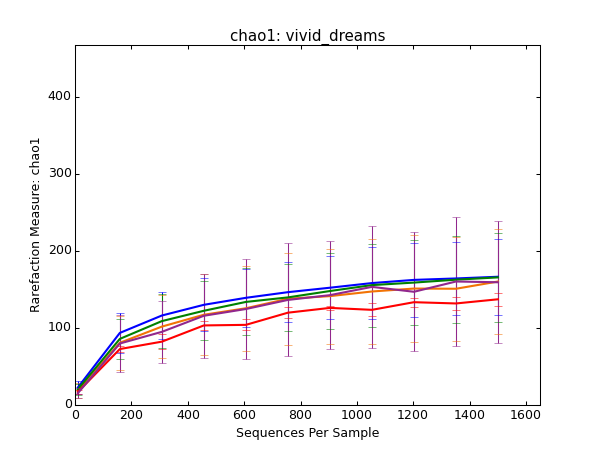 chao1: vivid_dreams
Rarefaction Measure: chao1
400
300
200
100
0
0 200 400 600 800 1000 1200 1400 1600
Sequences Per Sample